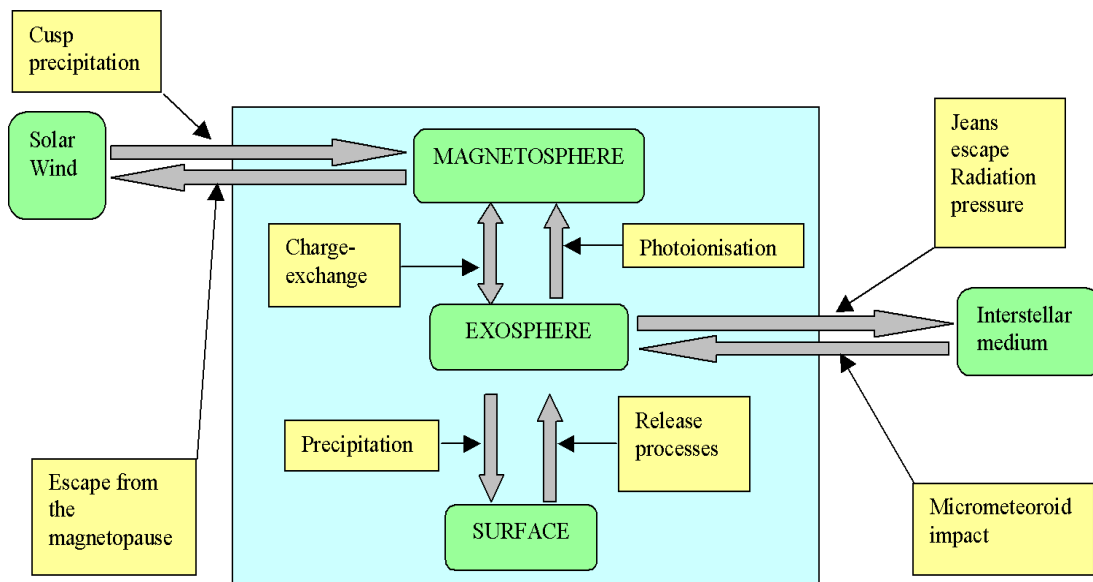 Cusp
precipitation
Solar
Wind
MAGNETOSPHERE
Jeans
escape
Radiation
pressure
Charge-
exchange
Photoionisation
EXOSPHERE
Interstellar
medium
Precipitation
Release
processes
Escape from
the
magnetopause
SURFACE
Micrometeoroid
impact